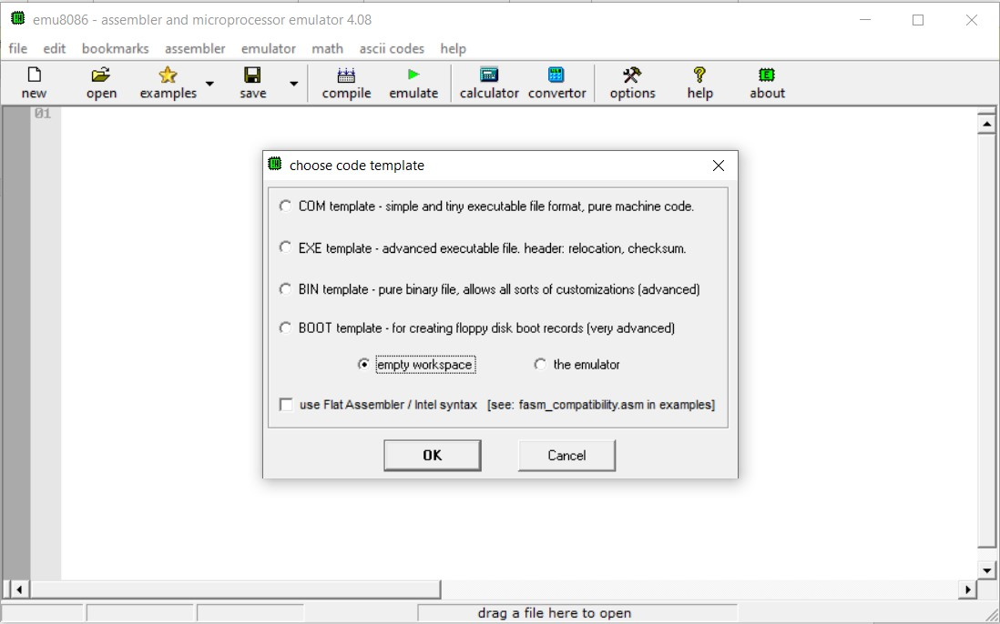 emu8086 - assembler and microprocessor emulator 4.08
file edit bookmarks assembler emulator math ascii codes help
new open examples save compile emulate calculator convertor options help about
01
choose code template
COM template - simple and tiny executable file format, pure machine code.
EXE template - advanced executable file. header: relocation, checksum.
BIN template - pure binary file, allows all sorts of customizations (advanced)
BOOT template - for creating floppy disk boot records (very advanced)
empty workspace the emulator
use Flat Assembler / Intel syntax [see: fasm_compatibility.asm in examples]
OK Cancel
drag a file here to open